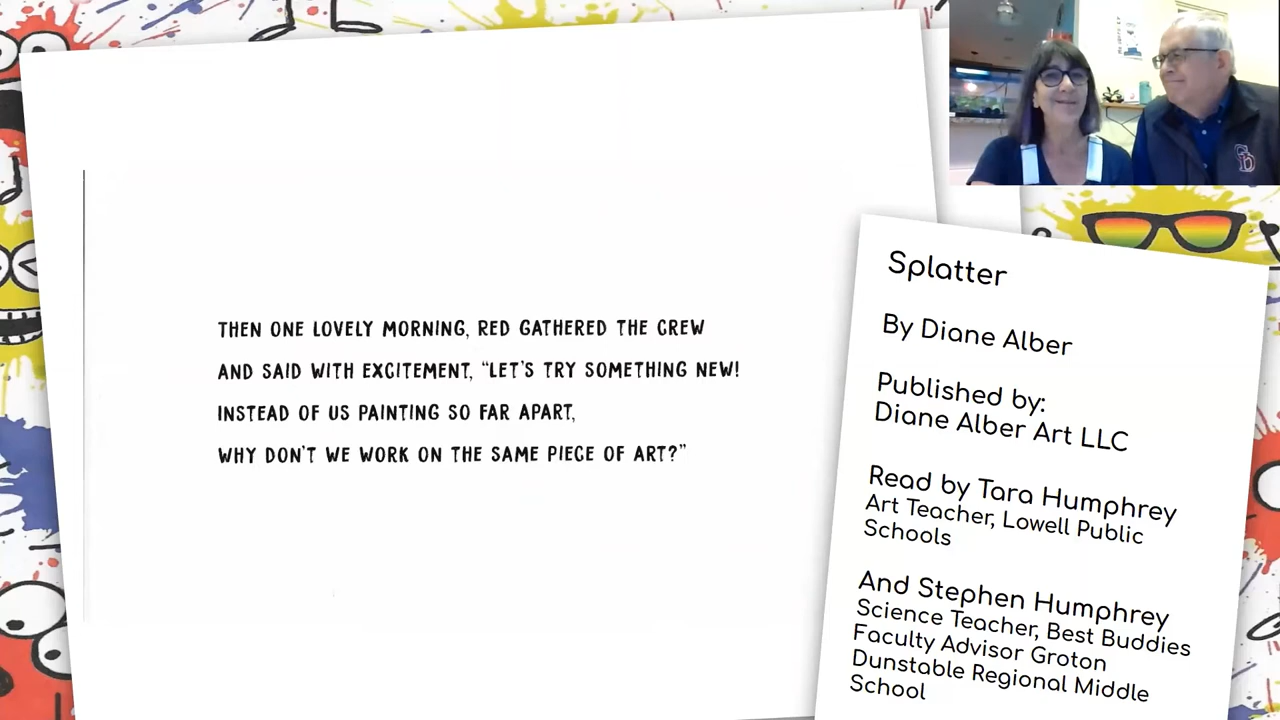 THEN ONE LOVELY MORNING, RED GATHERED THE CREW
AND SAID WITH EXCITEMENT, “LET’S TRY SOMETHING NEW!
INSTEAD OF US PAINTING SO FAR APART,
WHY DON’T WE WORK ON THE SAME PIECE OF ART?”
Splatter
By Diane Alber
Published by:
Diane Alber Art LLC
Read by Tara Humphrey
Art Teacher, Lowell Public
Schools
And Stephen Humphrey
Science Teacher, Best Buddies
Faculty Advisor Groton
Dunstable Regional Middle
School